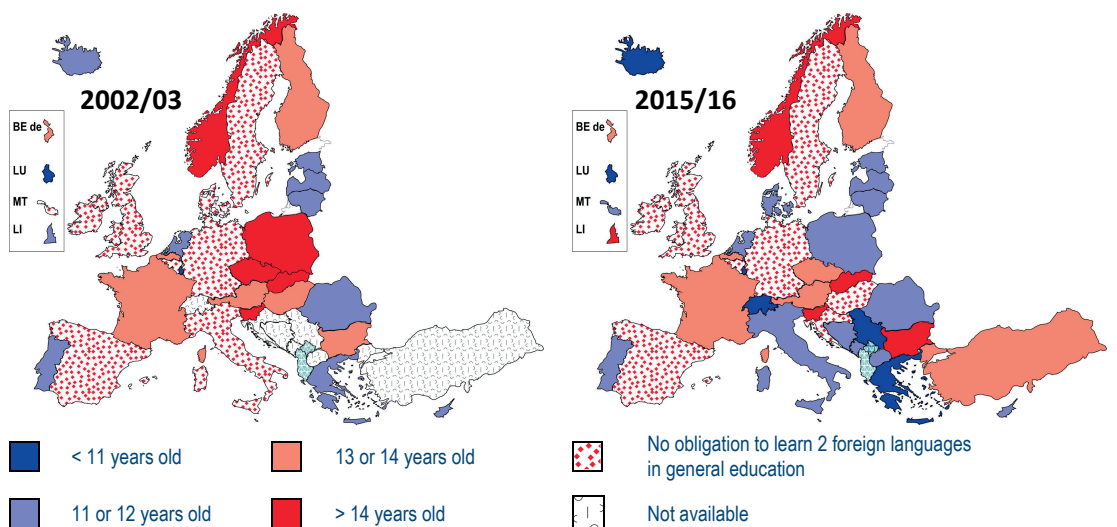 2002/03
BE de
LU
MT
LI
2015/16
BE de
LU
MT
LI
< 11 years old
13 or 14 years old
No obligation to learn 2 foreign languages
in general education
11 or 12 years old
> 14 years old
Not available